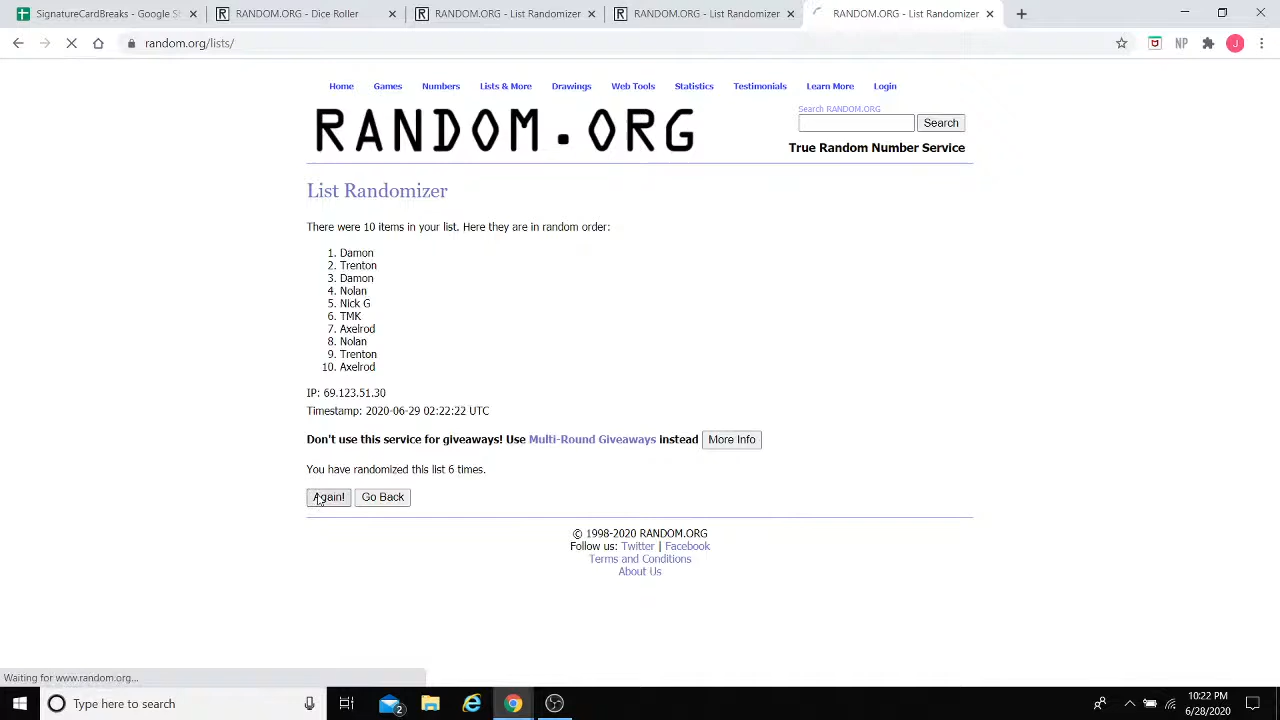 SignatureCardBreaks - Google S
RANDOM.ORG - Dice Roller
RANDOM.ORG - List Randomizer
RANDOM.ORG - List Randomizer
RANDOM.ORG - List Randomizer
random.org/lists/
NP
J
Home Games Numbers Lists & More Drawings Web Tools Statistics Testimonials Learn More Login
RANDOM.ORG
Search RANDOM.ORG
Search
True Random Number Service
List Randomizer
There were 10 items in your list. Here they are in random order:
1. Damon
2. Trenton
3. Damon
4. Nolan
5. Nick G
6. TMK
7. Axelrod
8. Nolan
9. Trenton
10. Axelrod
IP: 69.123.51.30
Timestamp: 2020-06-29 02:22:22 UTC
Don't use this service for giveaways! Use Multi-Round Giveaways instead More Info
You have randomized this list 6 times.
Again! Go Back
© 1998-2020 RANDOM.ORG
Follow us: Twitter | Facebook
Terms and Conditions
About Us
Waiting for www.random.org...
Type here to search
2
10:22 PM
6/28/2020